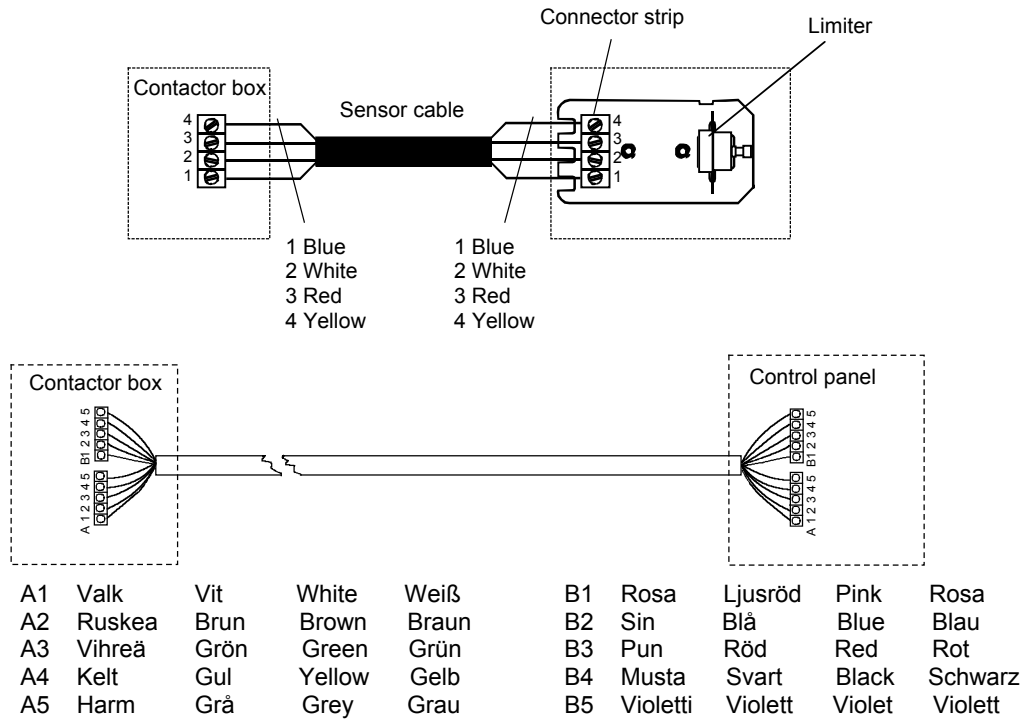 Connector strip
Limiter
Contactor box
Sensor cable
4
3
2
1
4
3
2
1
1 Blue
2 White
3 Red
4 Yellow
1 Blue
2 White
3 Red
4 Yellow
Contactor box
Control panel
B1 2 3 4 5
A 1 2 3 4 5
B1 2 3 4 5
A 1 2 3 4 5
A1 Valk Vit White Weiß
A2 Ruskea Brun Brown Braun
A3 Vihreä Grön Green Grün
A4 Kelt Gul Yellow Gelb
A5 Harm Grå Grey Grau
B1 Rosa Ljusröd Pink Rosa
B2 Sin Blå Blue Blau
B3 Pun Röd Red Rot
B4 Musta Svart Black Schwarz
B5 Violetti Violett Violet Violett